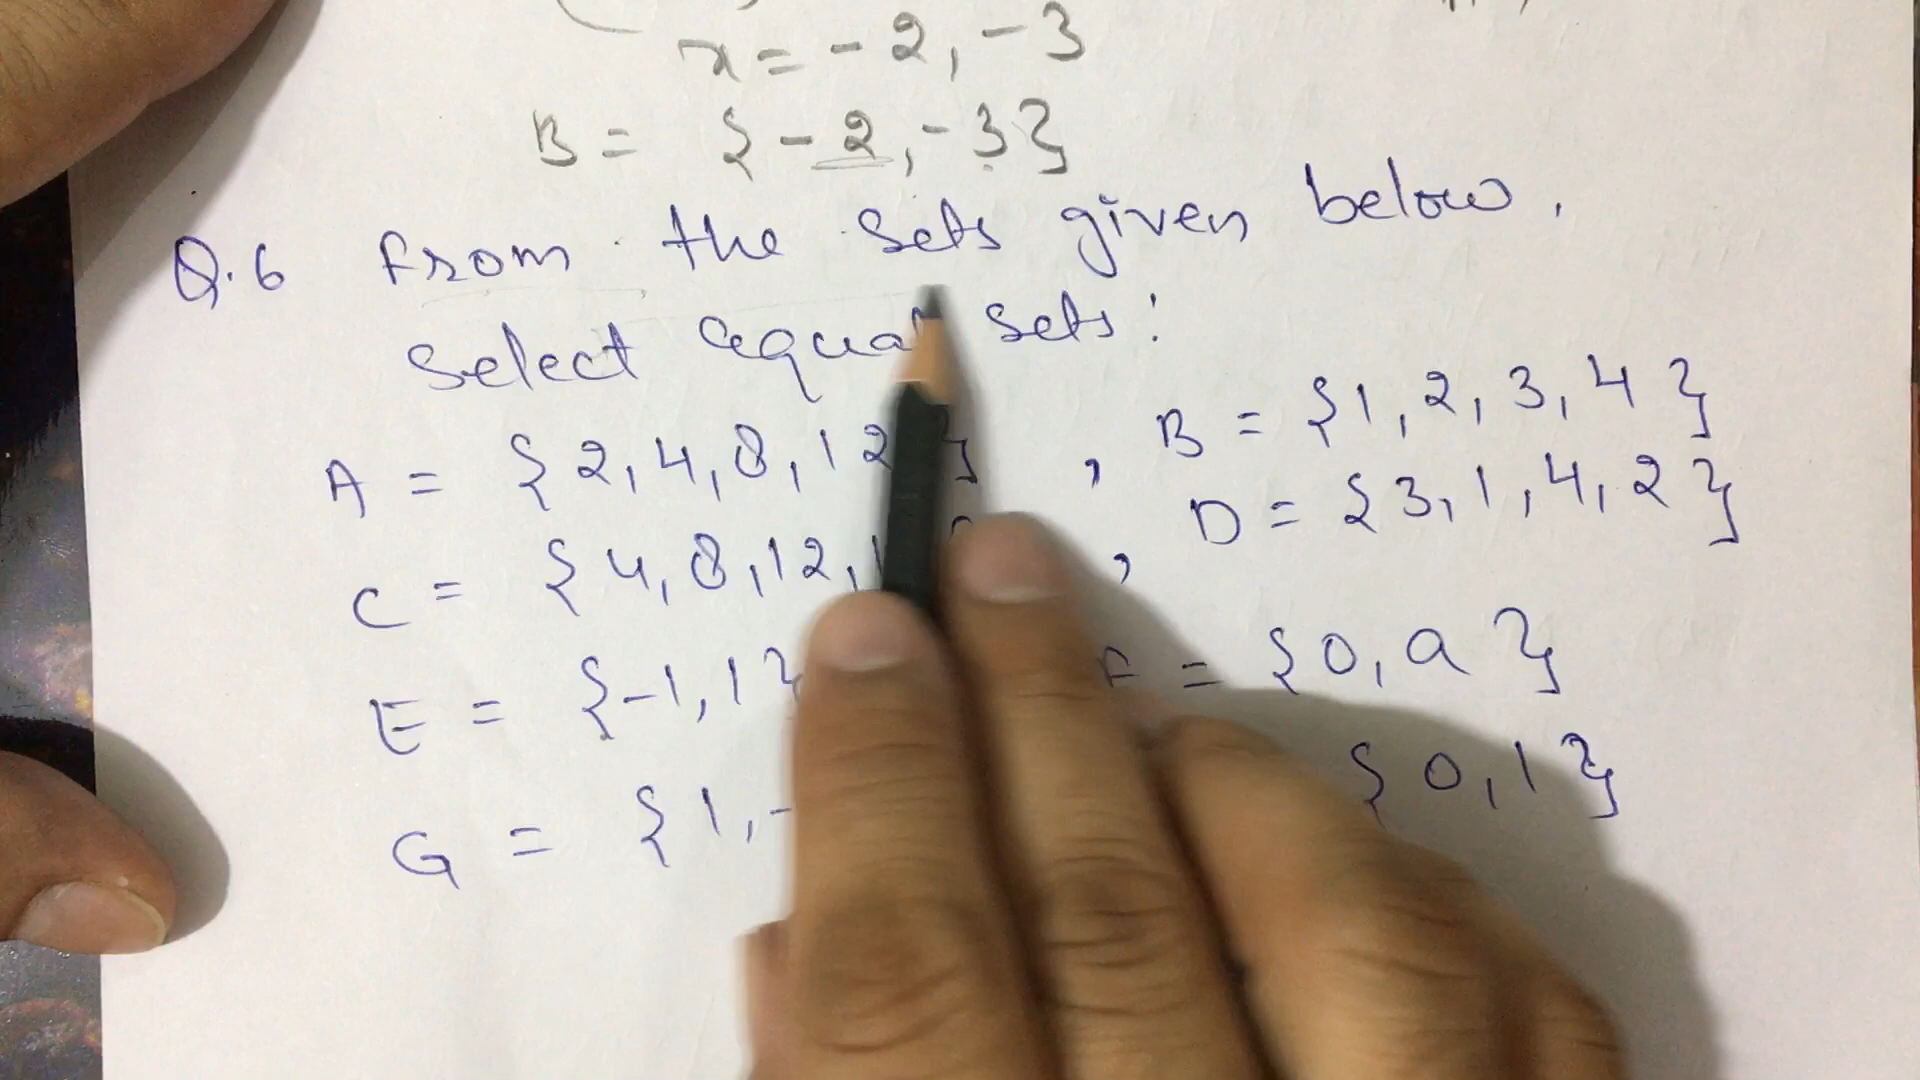 x = -2, -3
B = {-2, -3}
Q.6 From the sets given below.
Select equal sets:
A = {2, 4, 8, 12} , B = {1, 2, 3, 4}
C = {4, 8, 12, , D = {3, 1, 4, 2}
E = {-1, 1} F = {0, a}
G = {1, - {0, 1}